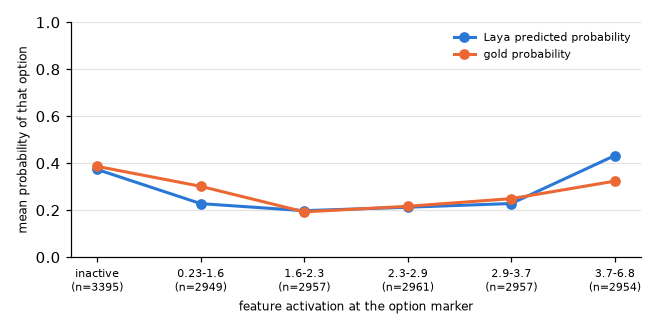 1.0
0.8
0.6
0.4
0.2
0.0
mean probability of that option
Laya predicted probability
gold probability
inactive
(n=3395)
0.23-1.6
(n=2949)
1.6-2.3
(n=2957)
2.3-2.9
(n=2961)
2.9-3.7
(n=2957)
3.7-6.8
(n=2954)
feature activation at the option marker